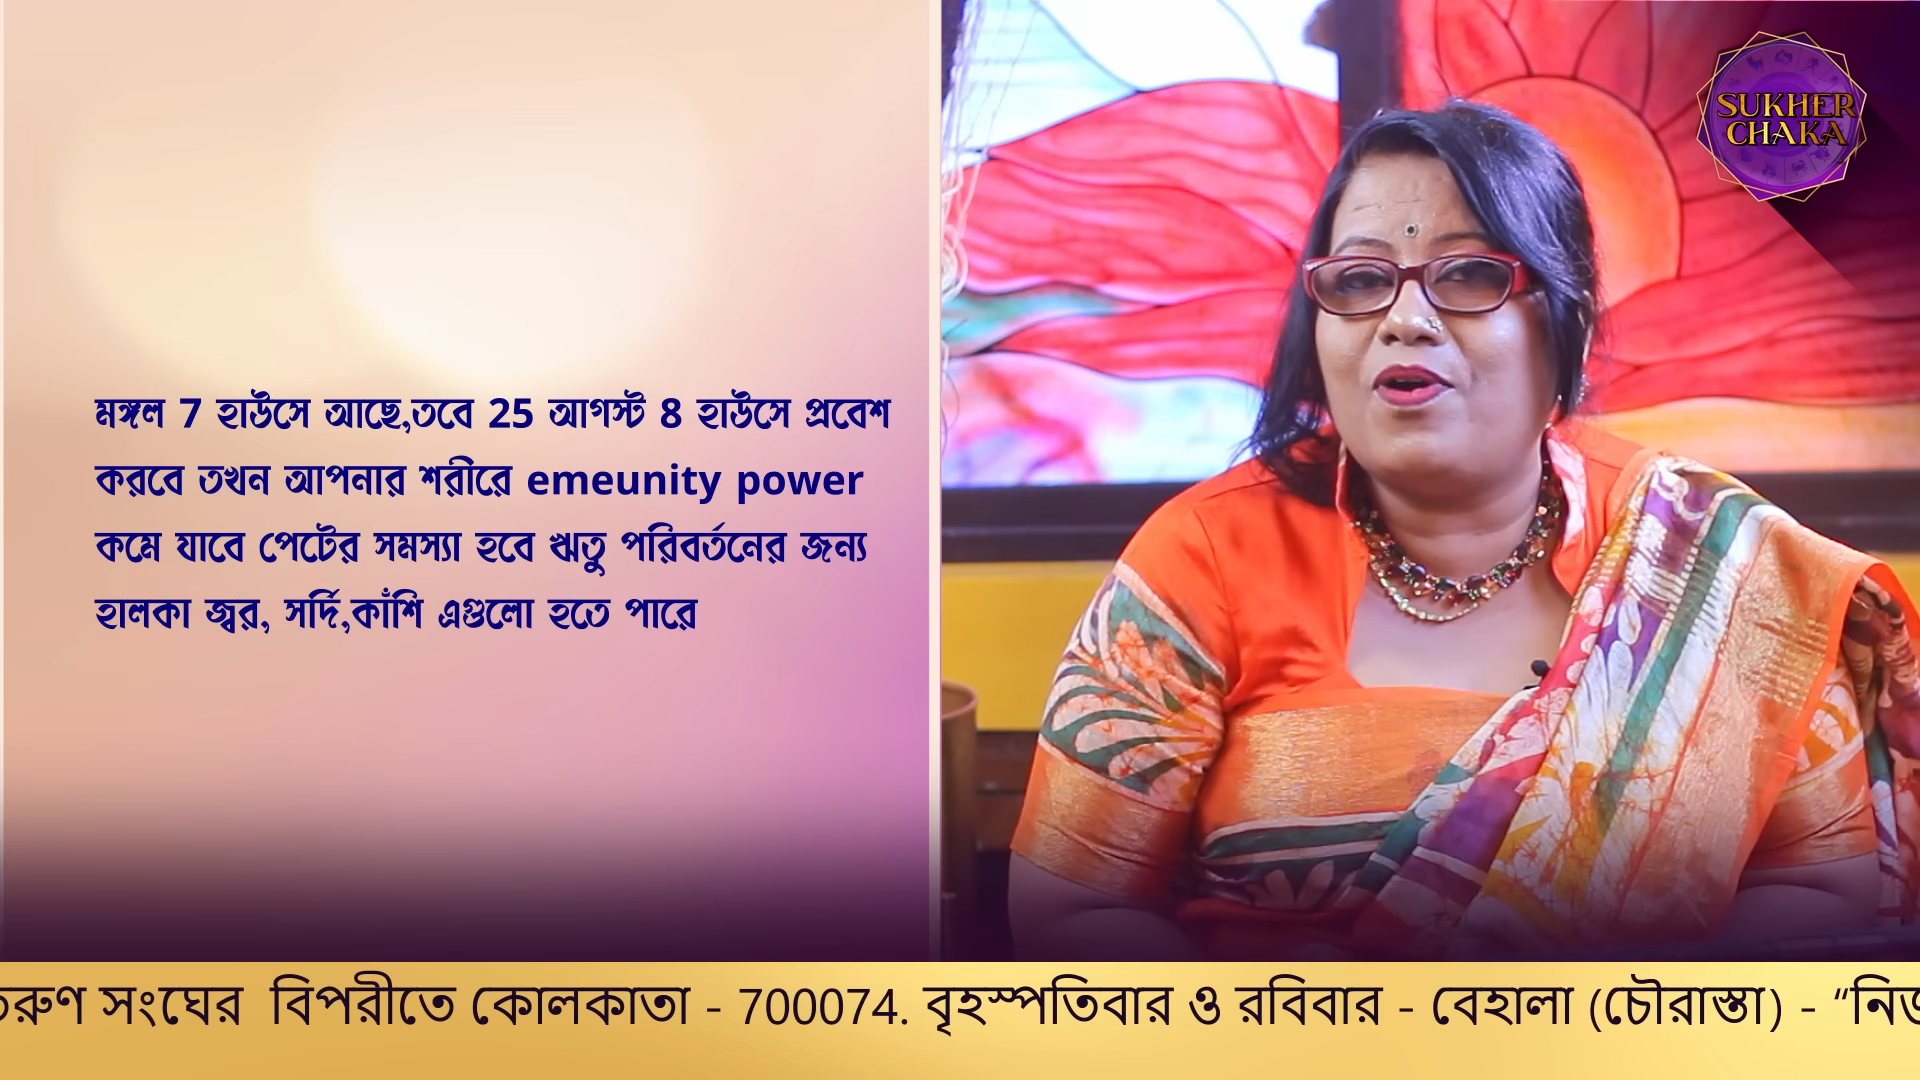 SUKHER
CHAKA
মঙ্গল 7 হাউসে আছে,তবে 25 আগস্ট 8 হাউসে প্রবেশ
করবে তখন আপনার শরীরে emeunity power
কমে যাবে পেটের সমস্যা হবে ঋতু পরিবর্তনের জন্য
হালকা জ্বর, সর্দি,কাঁশি এগুলো হতে পারে
তরুণ সংঘের বিপরীতে কোলকাতা - 700074. বৃহস্পতিবার ও রবিবার - বেহালা (চৌরাস্তা) -